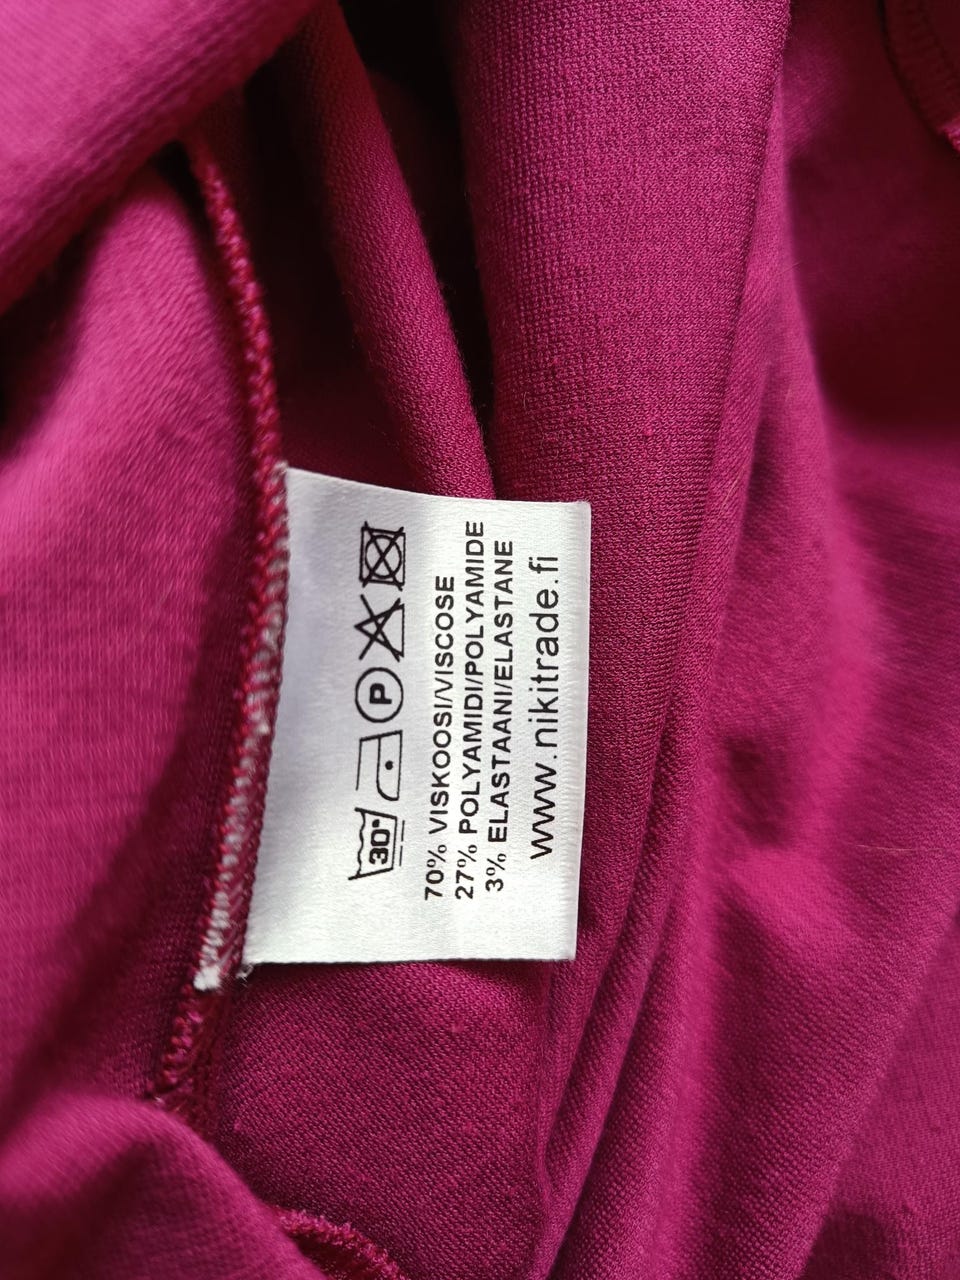 30° P
70% VISKOOSI/VISCOSE
27% POLYAMIDI/POLYAMIDE
3% ELASTAANI/ELASTANE
www.nikitrade.fi